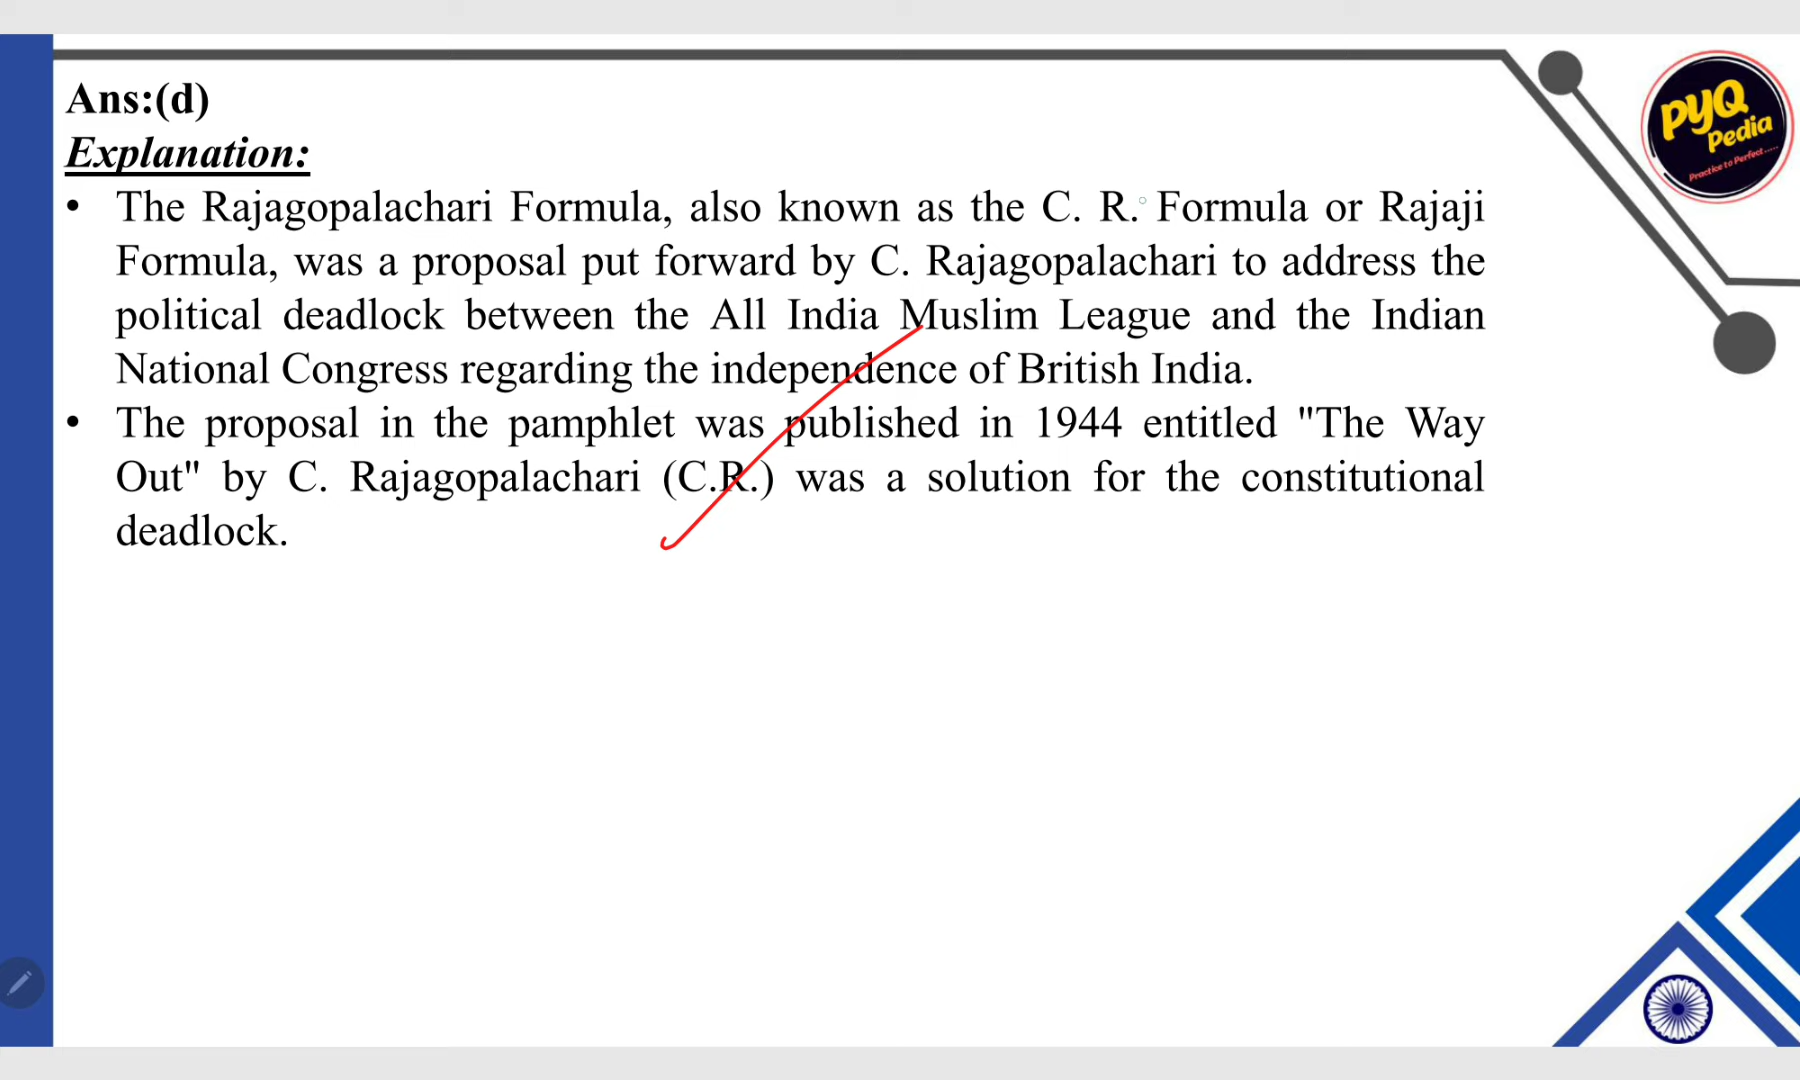 Ans:(d)
Explanation:
• The Rajagopalachari Formula, also known as the C. R. Formula or Rajaji
Formula, was a proposal put forward by C. Rajagopalachari to address the
political deadlock between the All India Muslim League and the Indian
National Congress regarding the independence of British India.
• The proposal in the pamphlet was published in 1944 entitled "The Way
Out" by C. Rajagopalachari (C.R.) was a solution for the constitutional
deadlock.
PYQ
Pedia
Practice to Perfect.....